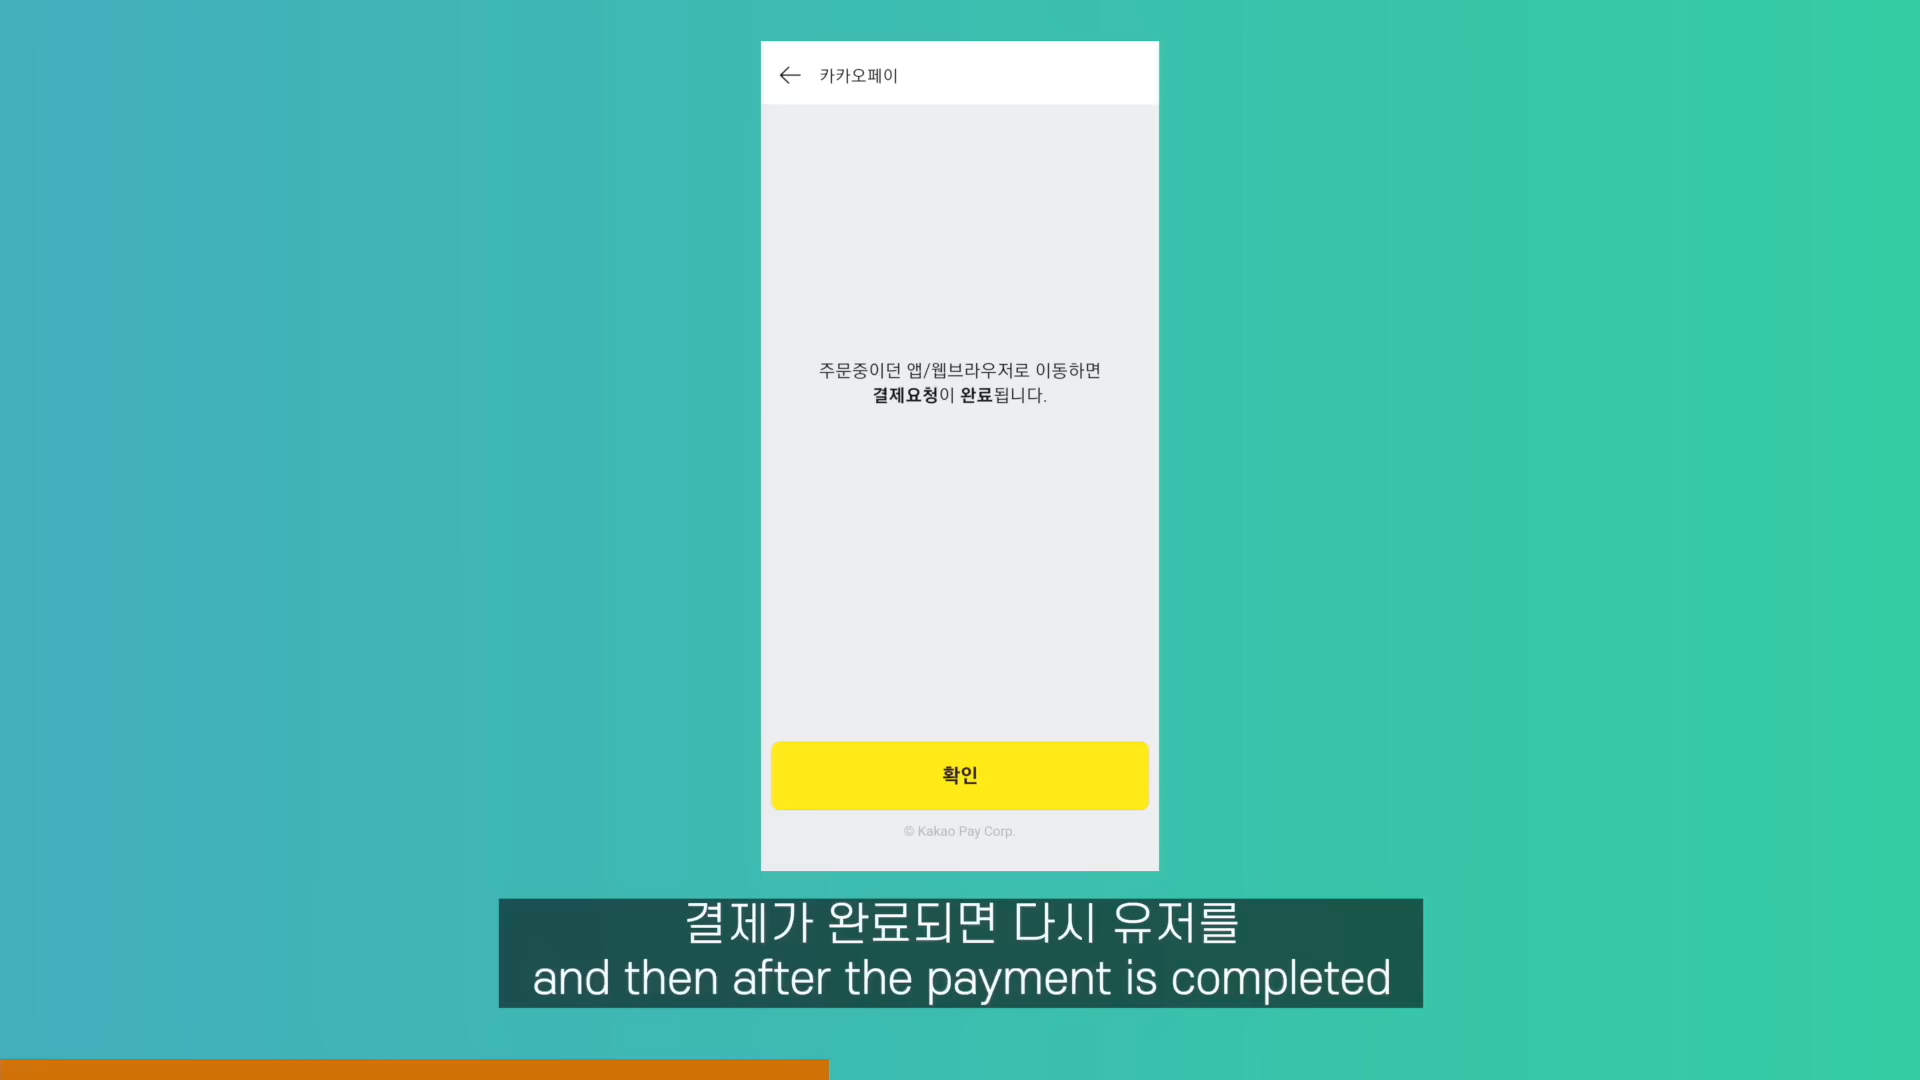 카카오페이
주문중이던 앱/웹브라우저로 이동하면
결제요청이 완료됩니다.
확인
© Kakao Pay Corp.
결제가 완료되면 다시 유저를
and then after the payment is completed